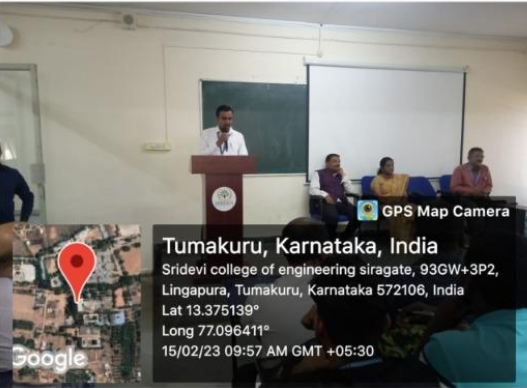 GPS Map Camera
Tumakuru, Karnataka, India
Sridevi college of engineering siragate, 93GW+3P2,
Lingapura, Tumakuru, Karnataka 572106, India
Lat 13.375139°
Long 77.096411°
15/02/23 09:57 AM GMT +05:30
Google